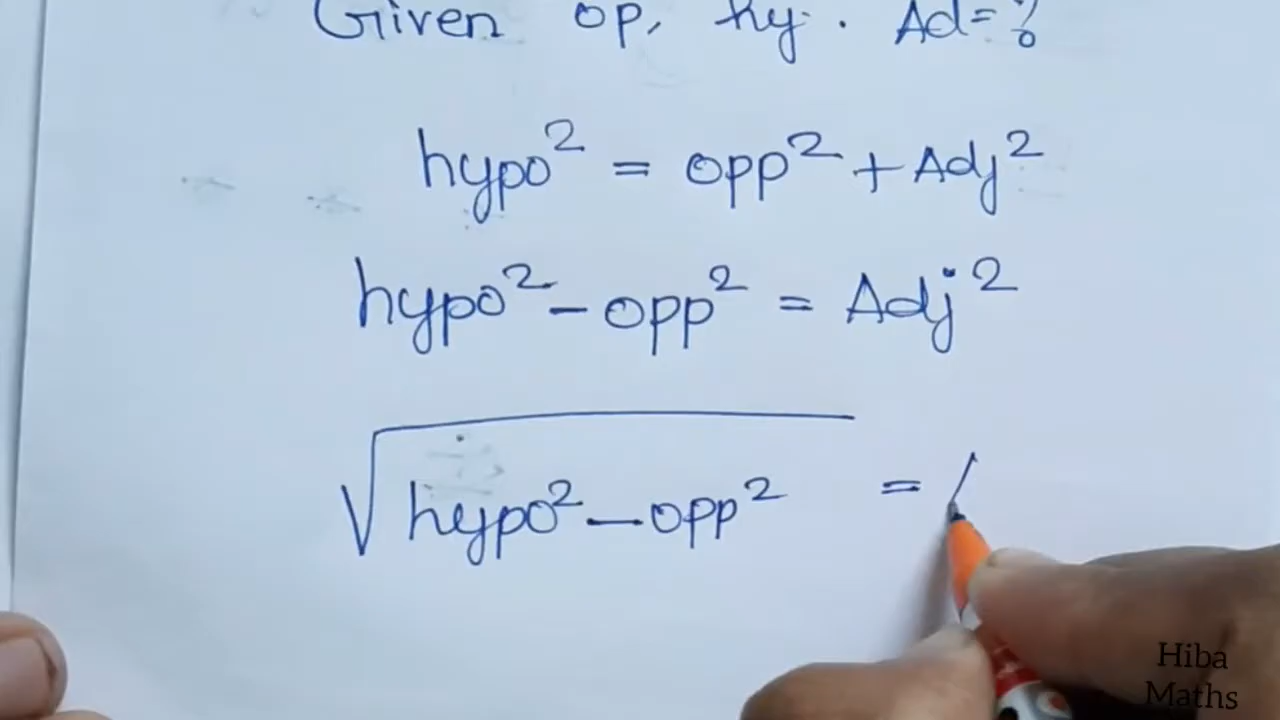 Given op, hy. Ad=?
hypo² = opp² + Adj²
hypo² - opp² = Adj²
√hypo² - opp² =
Hiba
Maths